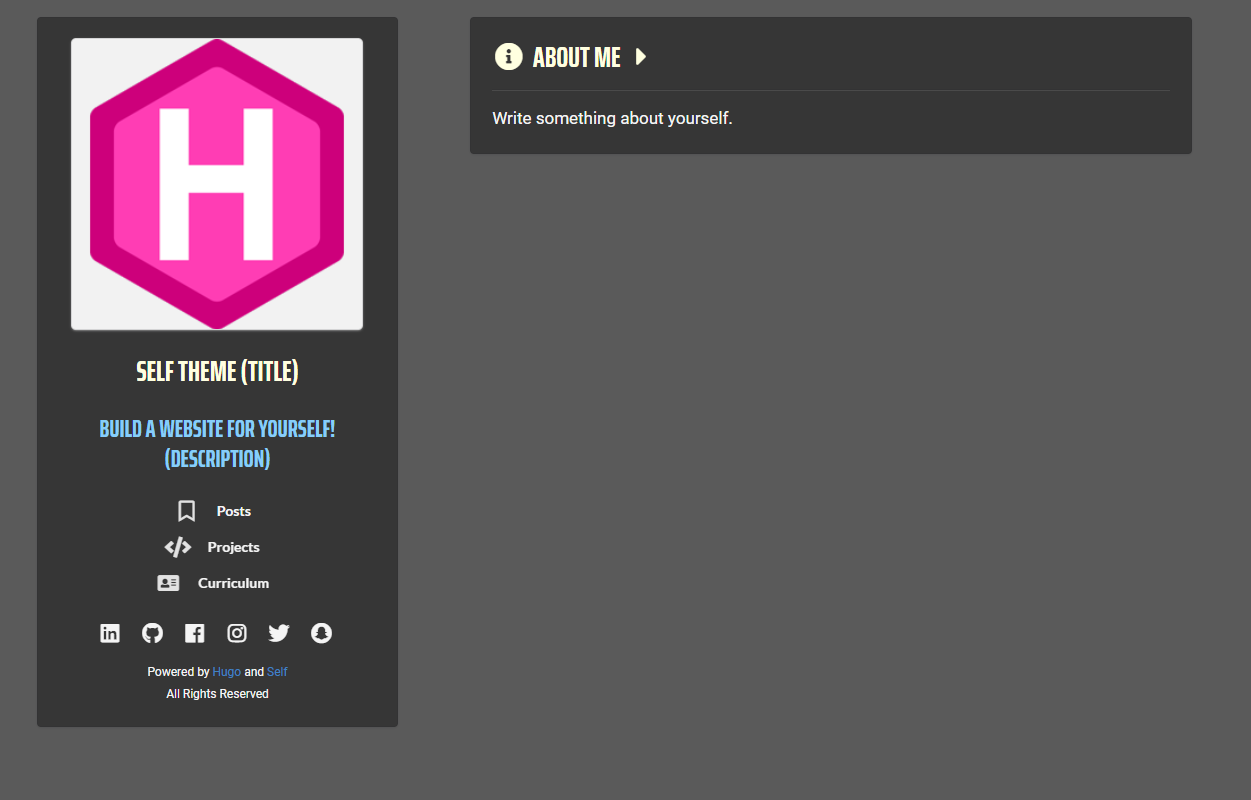 H
SELF THEME (TITLE)
BUILD A WEBSITE FOR YOURSELF!
(DESCRIPTION)
Posts
Projects
Curriculum
Powered by Hugo and Self
All Rights Reserved
ABOUT ME
Write something about yourself.